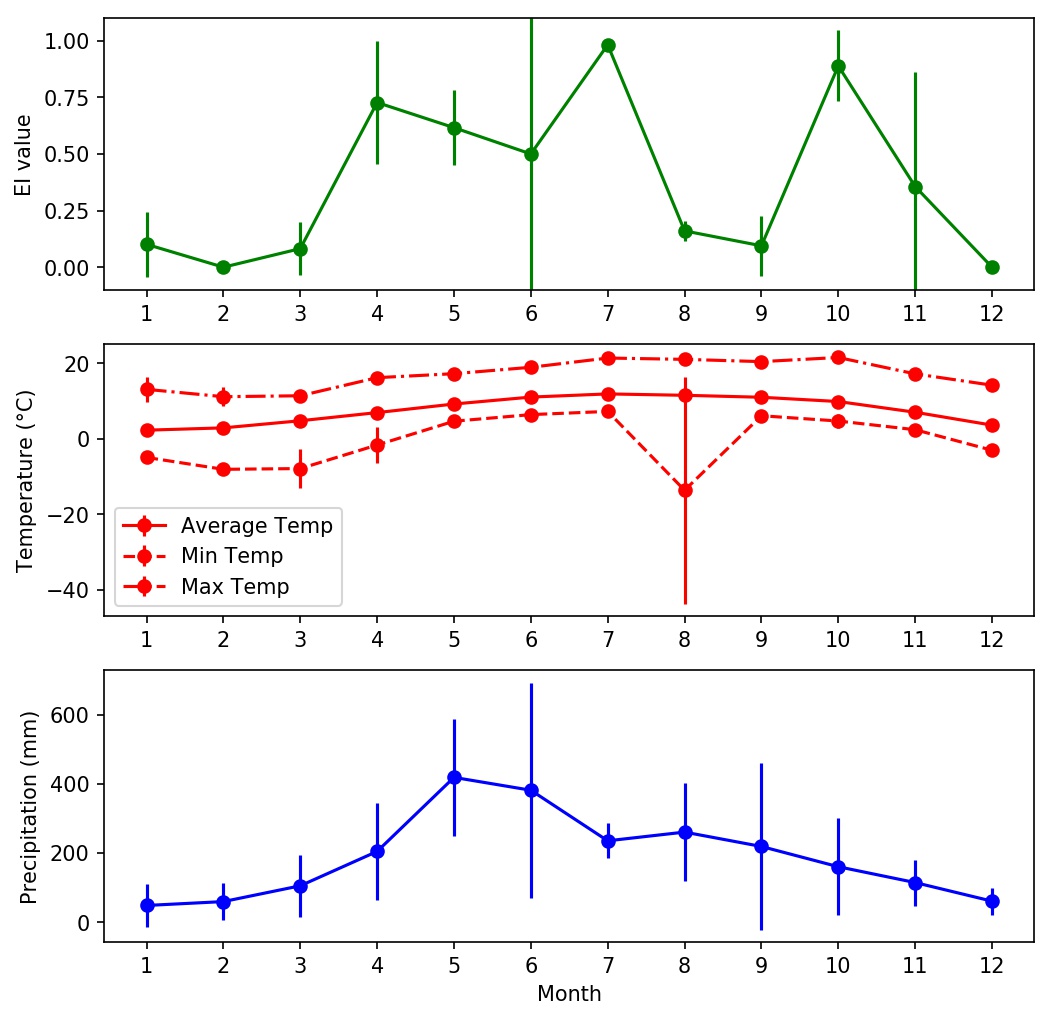 EI value
1.00
0.75
0.50
0.25
0.00
1 2 3 4 5 6 7 8 9 10 11 12
Temperature (°C)
20
0
−20
−40
Average Temp
Min Temp
Max Temp
1 2 3 4 5 6 7 8 9 10 11 12
Precipitation (mm)
600
400
200
0
1 2 3 4 5 6 7 8 9 10 11 12
Month